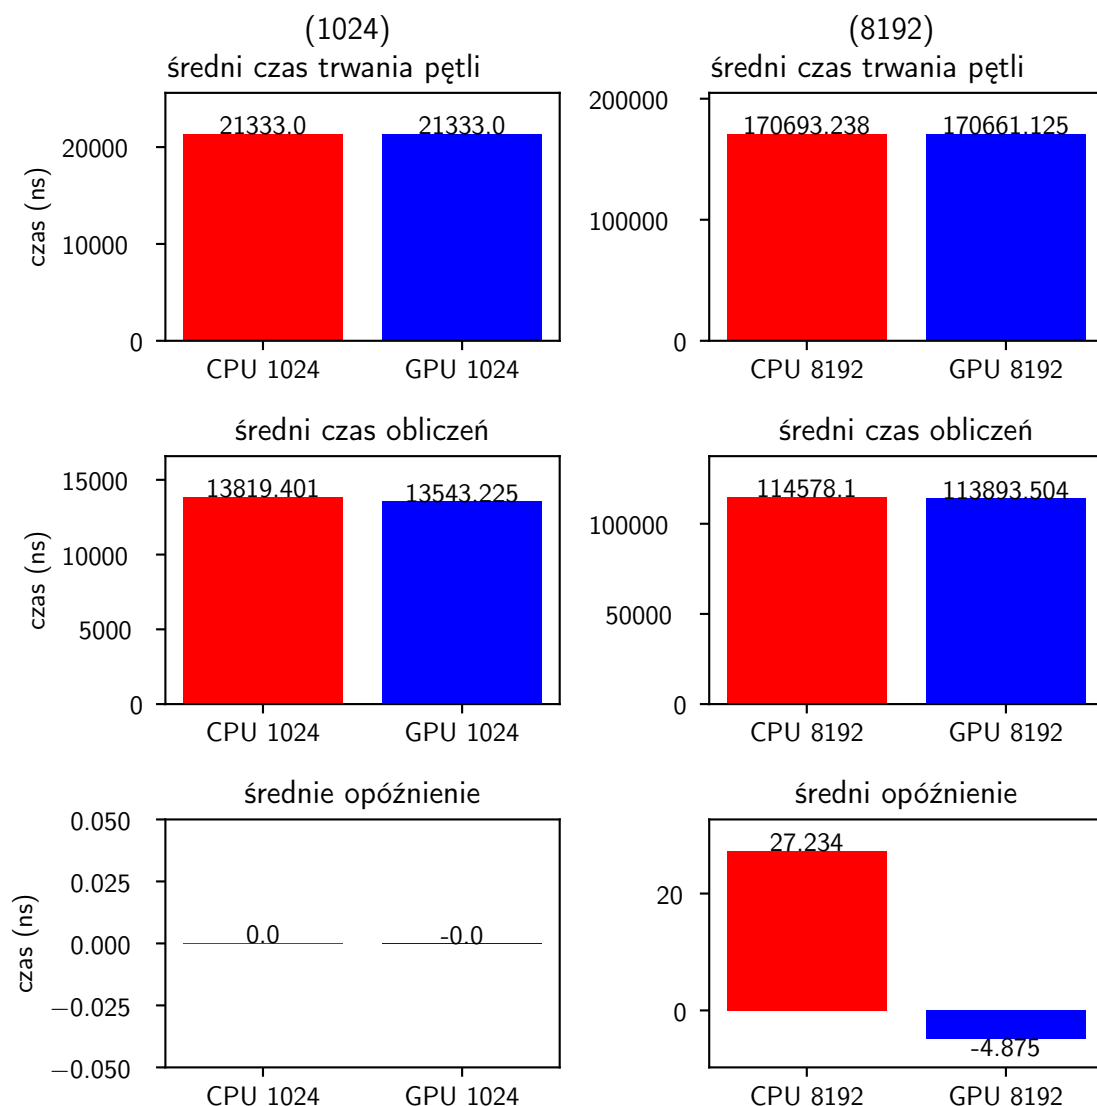 (1024)
średni czas trwania pętli
21333.0
21333.0
20000
10000
0
czas (ns)
CPU 1024
GPU 1024
(8192)
średni czas trwania pętli
170693.238
170661.125
200000
100000
0
CPU 8192
GPU 8192
średni czas obliczeń
13819.401
13543.225
15000
10000
5000
0
czas (ns)
CPU 1024
GPU 1024
średni czas obliczeń
114578.1
113893.504
100000
50000
0
CPU 8192
GPU 8192
średnie opóźnienie
0.050
0.025
0.000
−0.025
−0.050
0.0
-0.0
czas (ns)
CPU 1024
GPU 1024
średni opóźnienie
27.234
20
0
-4.875
CPU 8192
GPU 8192